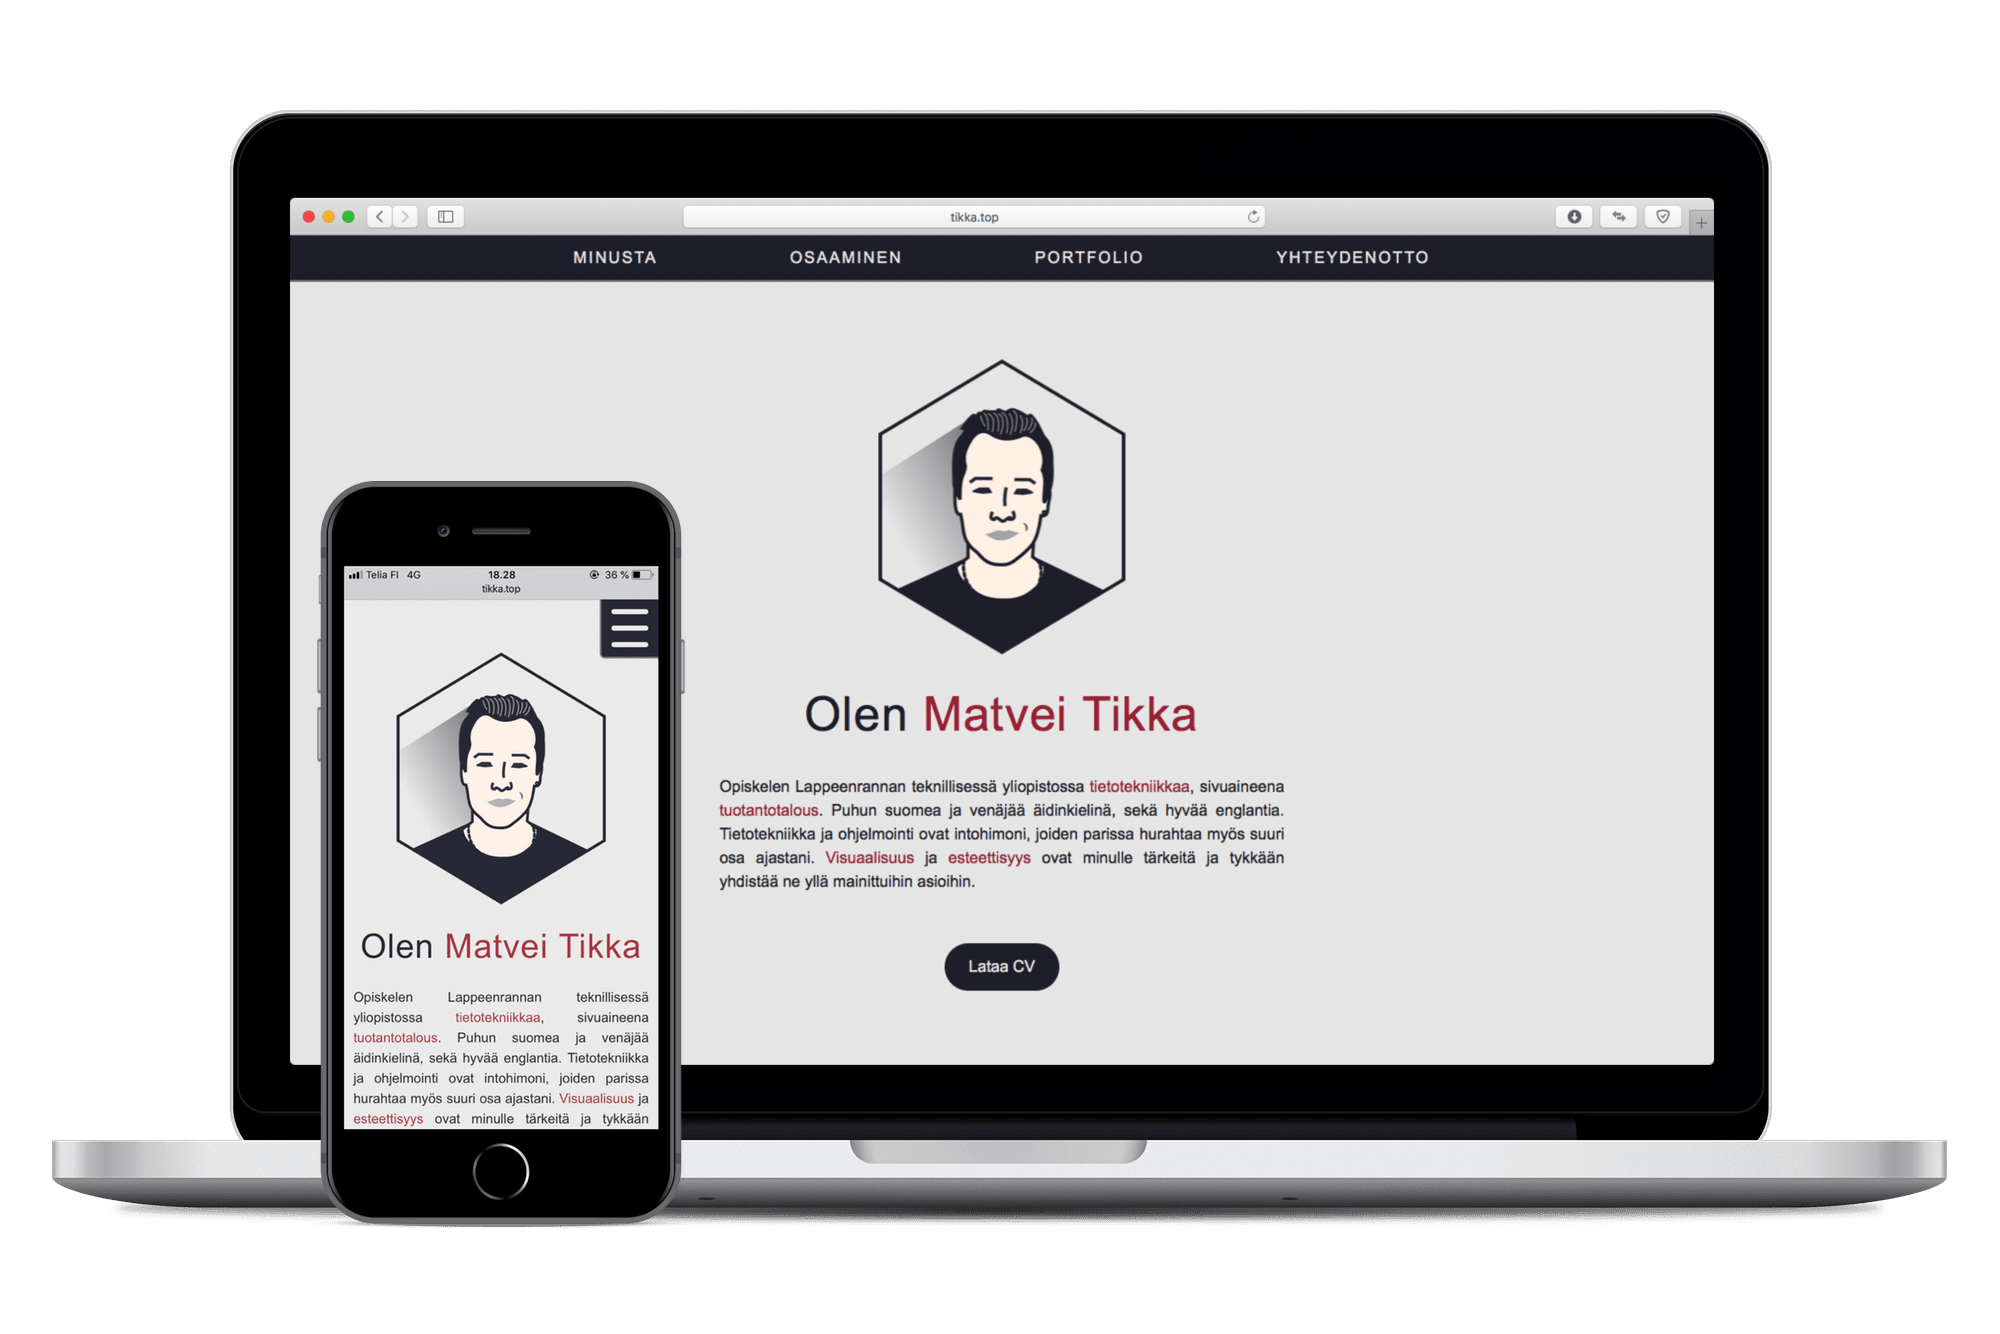 tikka.top
MINUSTA OSAAMINEN PORTFOLIO YHTEYDENOTTO
Olen Matvei Tikka
Opiskelen Lappeenrannan teknillisessä yliopistossa tietotekniikkaa, sivuaineena
tuotantotalous. Puhun suomea ja venäjää äidinkielinä, sekä hyvää englantia.
Tietotekniikka ja ohjelmointi ovat intohimoni, joiden parissa hurahtaa myös suuri
osa ajastani. Visuaalisuus ja esteettisyys ovat minulle tärkeitä ja tykkään
yhdistää ne yllä mainittuihin asioihin.
Lataa CV
Telia FI 4G 18.28 36 %
tikka.top
Olen Matvei Tikka
Opiskelen Lappeenrannan teknillisessä
yliopistossa tietotekniikkaa, sivuaineena
tuotantotalous. Puhun suomea ja venäjää
äidinkielinä, sekä hyvää englantia. Tietotekniikka
ja ohjelmointi ovat intohimoni, joiden parissa
hurahtaa myös suuri osa ajastani. Visuaalisuus ja
esteettisyys ovat minulle tärkeitä ja tykkään